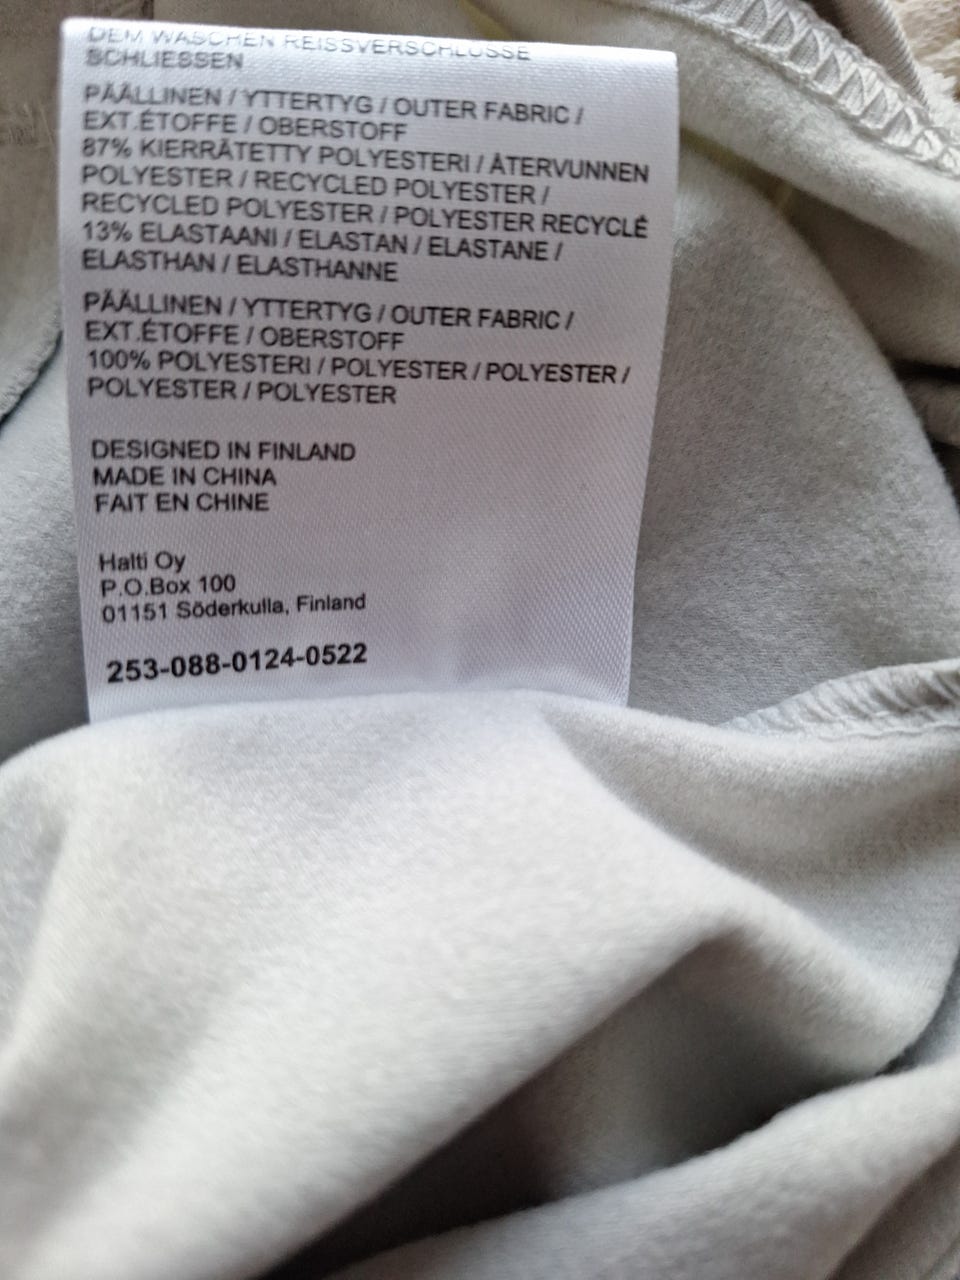 DEM WASCHEN REISSVERSCHLÜSSE
SCHLIESSEN
PÄÄLLINEN / YTTERTYG / OUTER FABRIC /
EXT.ÉTOFFE / OBERSTOFF
87% KIERRÄTETTY POLYESTERI / ÅTERVUNNEN
POLYESTER / RECYCLED POLYESTER /
RECYCLED POLYESTER / POLYESTER RECYCLÉ
13% ELASTAANI / ELASTAN / ELASTANE /
ELASTHAN / ELASTHANNE
PÄÄLLINEN / YTTERTYG / OUTER FABRIC /
EXT.ÉTOFFE / OBERSTOFF
100% POLYESTERI / POLYESTER / POLYESTER /
POLYESTER / POLYESTER
DESIGNED IN FINLAND
MADE IN CHINA
FAIT EN CHINE
Halti Oy
P.O.Box 100
01151 Söderkulla, Finland
253-088-0124-0522